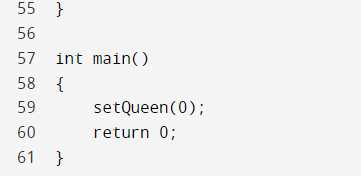 55 }
56
57 int main()
58 {
59     setQueen(0);
60     return 0;
61 }